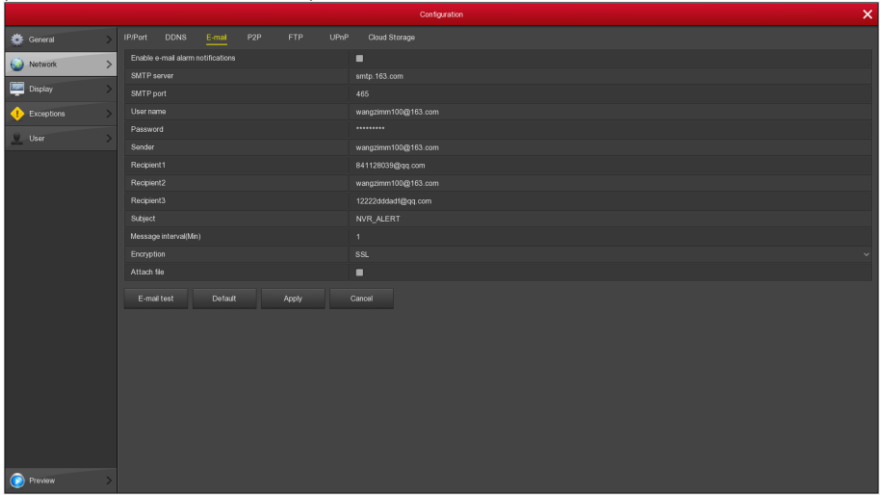 Configuration
General
Network
Display
Exceptions
User
IP/Port DDNS E-mail P2P FTP UPnP Cloud Storage
Enable e-mail alarm notifications
SMTP server smtp.163.com
SMTP port 465
User name wangzimm100@163.com
Password *********
Sender wangzimm100@163.com
Recipient1 841128039@qq.com
Recipient2 wangzimm100@163.com
Recipient3 12222dddadf@qq.com
Subject NVR_ALERT
Message interval(Min) 1
Encryption SSL
Attach file
E-mail test Default Apply Cancel
Preview